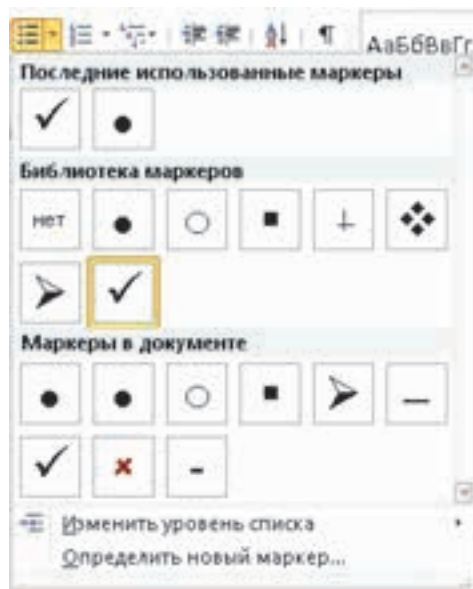 АаБбВвГг
Последние использованные маркеры
Библиотека маркеров
нет
Маркеры в документе
Изменить уровень списка
Определить новый маркер...